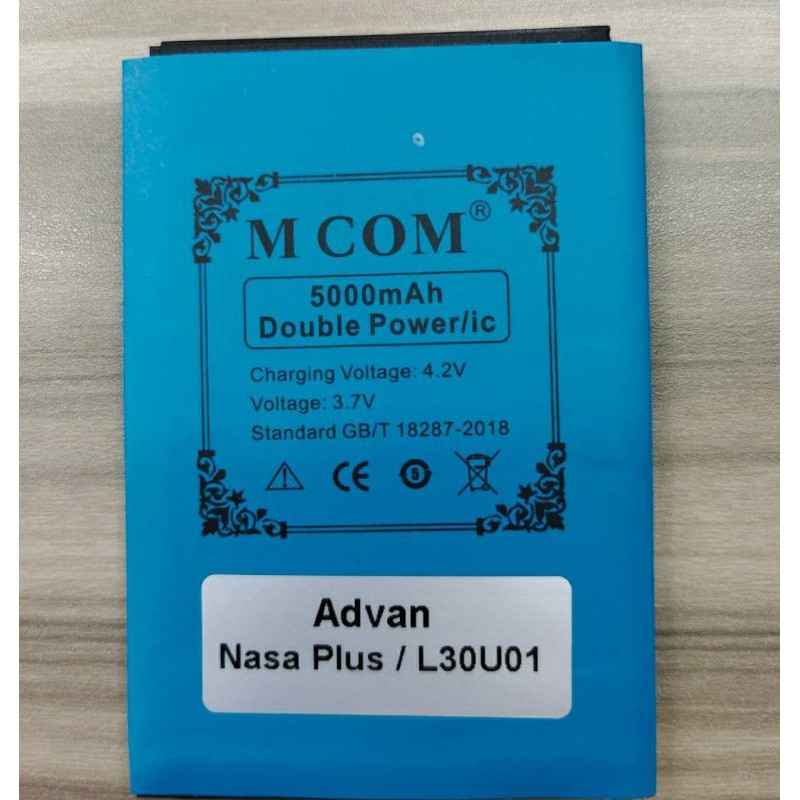 M COM®
5000mAh
Double Power/ic
Charging Voltage: 4.2V
Voltage: 3.7V
Standard GB/T 18287-2018
CE 5
Advan
Nasa Plus / L30U01